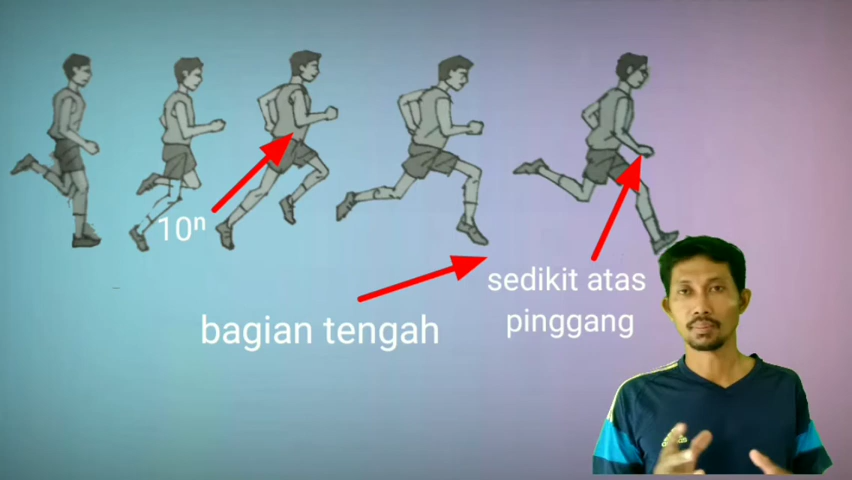 10ⁿ
sedikit atas
pinggang
bagian tengah